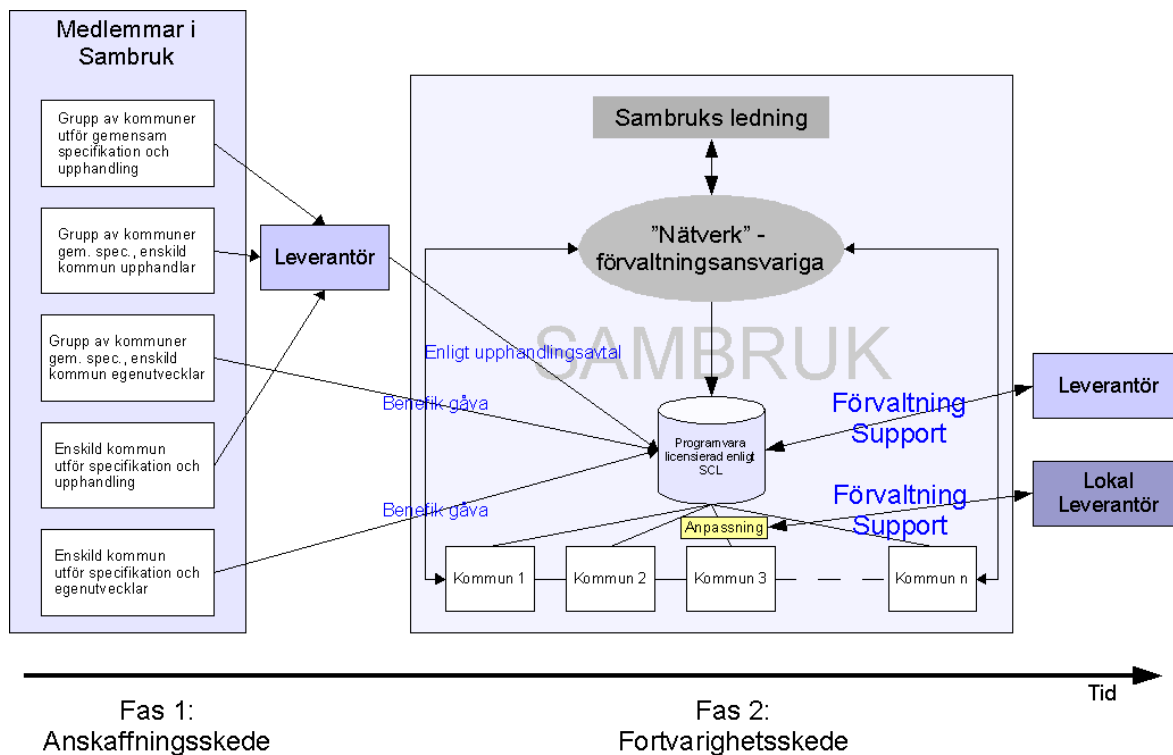 Medlemmar i
Sambruk
Grupp av kommuner
utför gemensam
specifikation och
upphandling
Grupp av kommuner
gem. spec., enskild
kommun upphandlar
Grupp av kommuner
gem. spec., enskild
kommun egenutvecklar
Enskild kommun
utför specifikation och
upphandling
Enskild kommun
utför specifikation och
egenutvecklar
Leverantör
Enligt upphandlingsavtal
Benefik gåva
Benefik gåva
Sambruks ledning
"Nätverk" -
förvaltningsansvariga
SAMBRUK
Programvara
licensierad enligt
SCL
Förvaltning
Support
Förvaltning
Support
Anpassning
Kommun 1
Kommun 2
Kommun 3
Kommun n
Leverantör
Lokal
Leverantör
Tid
Fas 1:
Anskaffningsskede
Fas 2:
Fortvarighetsskede